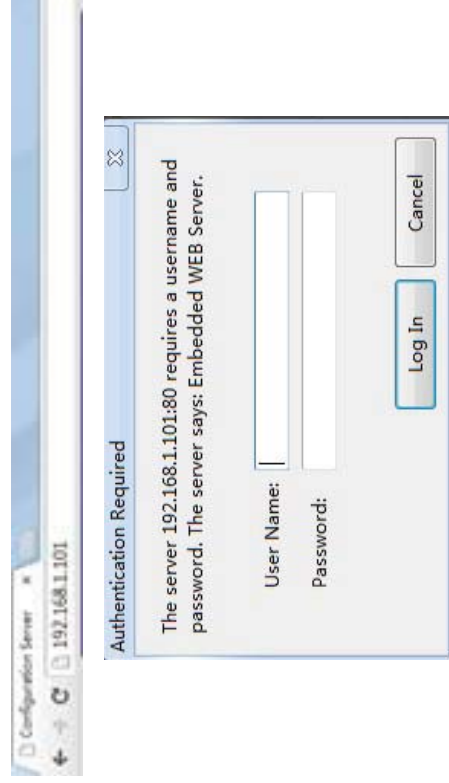 Configuration Server
192.168.1.101
Authentication Required
The server 192.168.1.101:80 requires a username and
password. The server says: Embedded WEB Server.
User Name:
Password:
Log In
Cancel